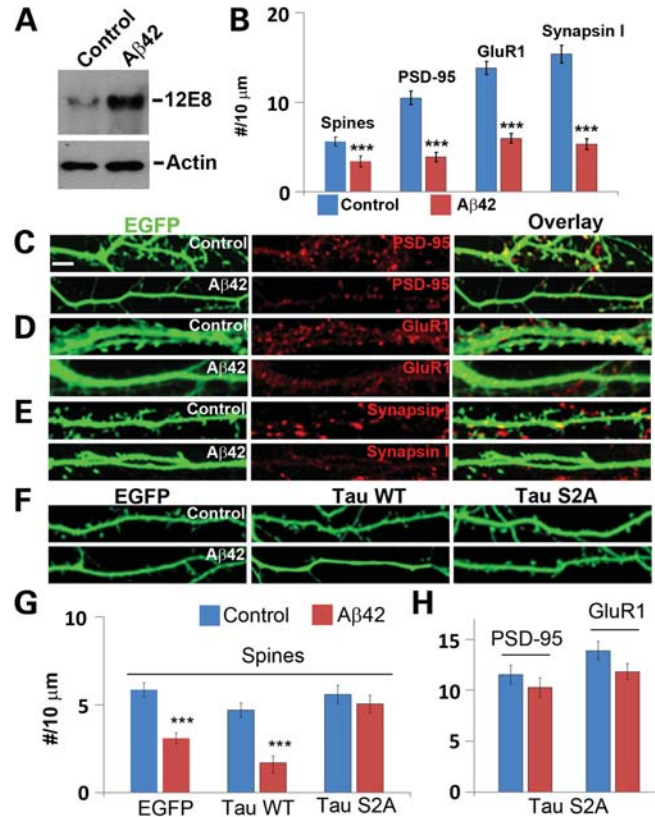 A
Control
Aβ42
12E8
Actin
B
#/10 µm
20
10
0
Spines
PSD-95
GluR1
Synapsin I
***
***
***
***
Control
Aβ42
EGFP
Overlay
C
Control
PSD-95
Aβ42
PSD-95
D
Control
GluR1
Aβ42
GluR1
E
Control
Synapsin I
Aβ42
Synapsin I
F
EGFP
Tau WT
Tau S2A
Control
Aβ42
G
Control
Aβ42
Spines
#/10 µm
10
5
0
***
***
EGFP
Tau WT
Tau S2A
H
GluR1
PSD-95
15
10
5
0
Tau S2A